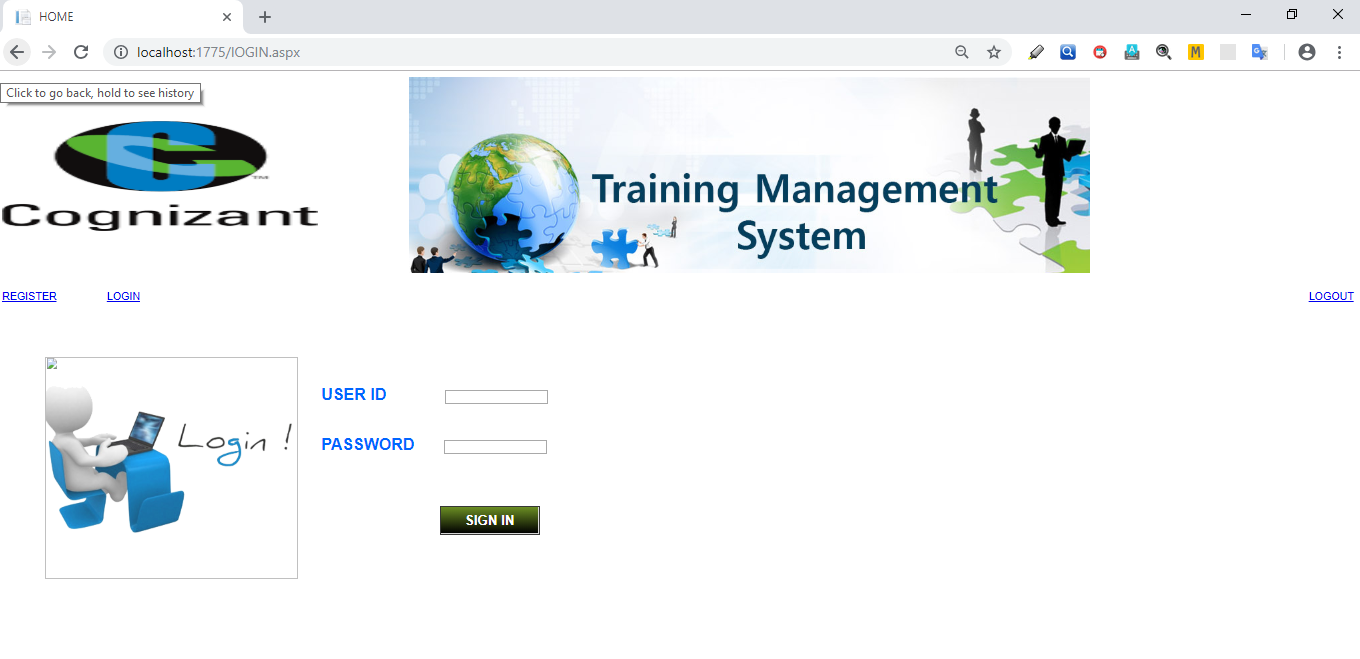 HOME
localhost:1775/lOGIN.aspx
M
Click to go back, hold to see history
C
TM
Cognizant
Training Management
System
REGISTER LOGIN LOGOUT
Login !
USER ID
PASSWORD
SIGN IN